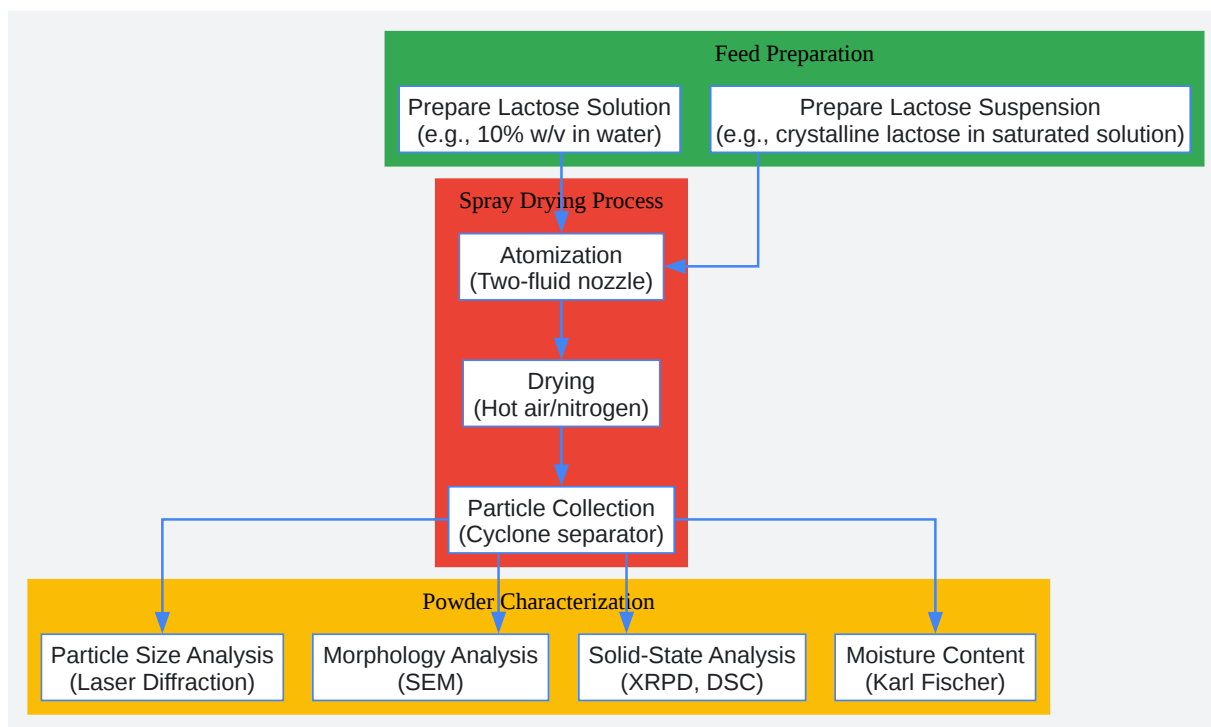 Feed Preparation
Prepare Lactose Solution
(e.g., 10% w/v in water)
Prepare Lactose Suspension
(e.g., crystalline lactose in saturated solution)
Spray Drying Process
Atomization
(Two-fluid nozzle)
Drying
(Hot air/nitrogen)
Particle Collection
(Cyclone separator)
Powder Characterization
Particle Size Analysis
(Laser Diffraction)
Morphology Analysis
(SEM)
Solid-State Analysis
(XRPD, DSC)
Moisture Content
(Karl Fischer)